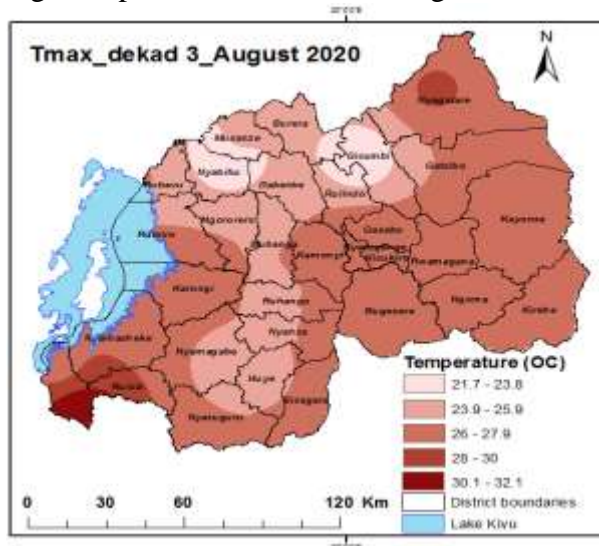 Tmax_dekad 3_August 2020
N
Burera
Musanze
Gicumbi
Nyabihu
Gatsibo
Rubavu
Gakenke
Rulindo
Ngororero
Kayonza
Rutsiro
Muhanga
Gasabo
Kamonyi
Rwamagana
Karongi
Ruhango
Bugesera
Ngoma
Kirehe
Nyanza
Nyamasheke
Nyamagabe
Huye
Rusizi
Nyaruguru
Gisagara
Temperature (OC)
21.7 - 23.8
23.9 - 25.9
26 - 27.9
28 - 30
30.1 - 32.1
District boundaries
Lake Kivu
0 30 60 120 Km